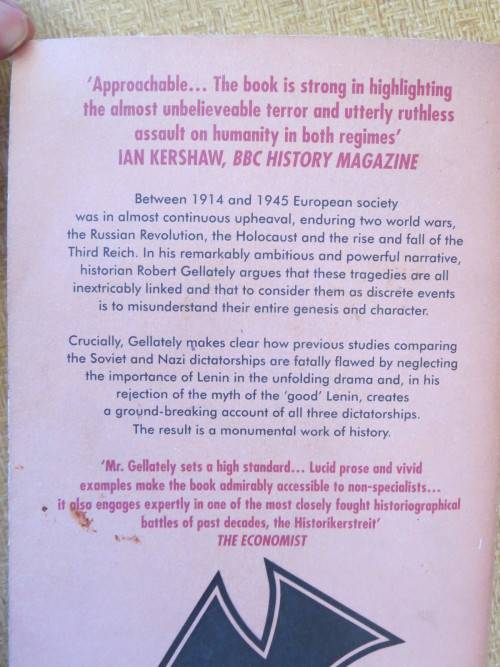 'Approachable... The book is strong in highlighting
the almost unbelieveable terror and utterly ruthless
assault on humanity in both regimes'
IAN KERSHAW, BBC HISTORY MAGAZINE
Between 1914 and 1945 European society
was in almost continuous upheaval, enduring two world wars,
the Russian Revolution, the Holocaust and the rise and fall of the
Third Reich. In his remarkably ambitious and powerful narrative,
historian Robert Gellately argues that these tragedies are all
inextricably linked and that to consider them as discrete events
is to misunderstand their entire genesis and character.
Crucially, Gellately makes clear how previous studies comparing
the Soviet and Nazi dictatorships are fatally flawed by neglecting
the importance of Lenin in the unfolding drama and, in his
rejection of the myth of the 'good' Lenin, creates
a ground-breaking account of all three dictatorships.
The result is a monumental work of history.
'Mr. Gellately sets a high standard... Lucid prose and vivid
examples make the book admirably accessible to non-specialists...
it also engages expertly in one of the most closely fought historiographical
battles of past decades, the Historikerstreit'
THE ECONOMIST